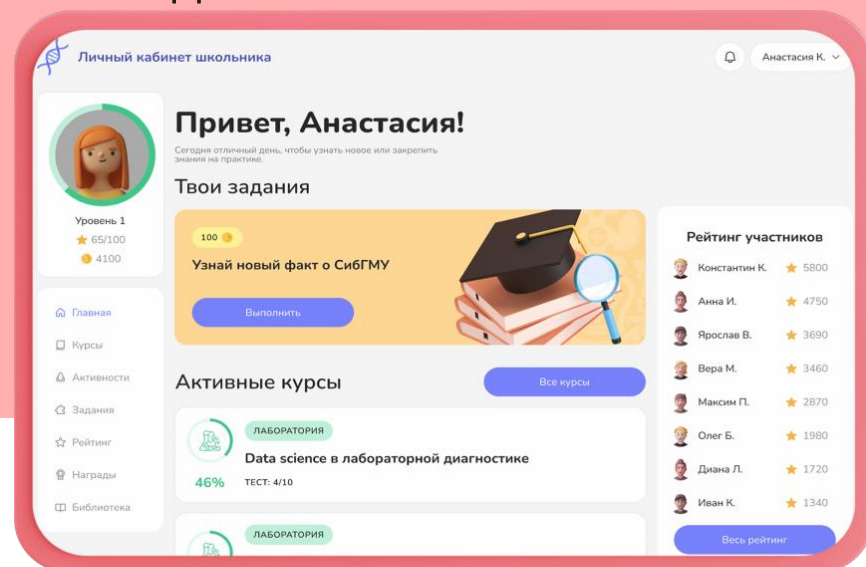 Личный кабинет школьника
Анастасия К.
Уровень 1
65/100
4100
Главная
Курсы
Активности
Задания
Рейтинг
Награды
Библиотека
Привет, Анастасия!
Сегодня отличный день, чтобы узнать новое или закрепить
знания на практике.
Твои задания
100
Узнай новый факт о СибГМУ
Выполнить
Активные курсы
Все курсы
ЛАБОРАТОРИЯ
Data science в лабораторной диагностике
46%
ТЕСТ: 4/10
ЛАБОРАТОРИЯ
Рейтинг участников
Константин К. 5800
Анна И. 4750
Ярослав В. 3690
Вера М. 3460
Максим П. 2870
Олег Б. 1980
Диана Л. 1720
Иван К. 1340
Весь рейтинг